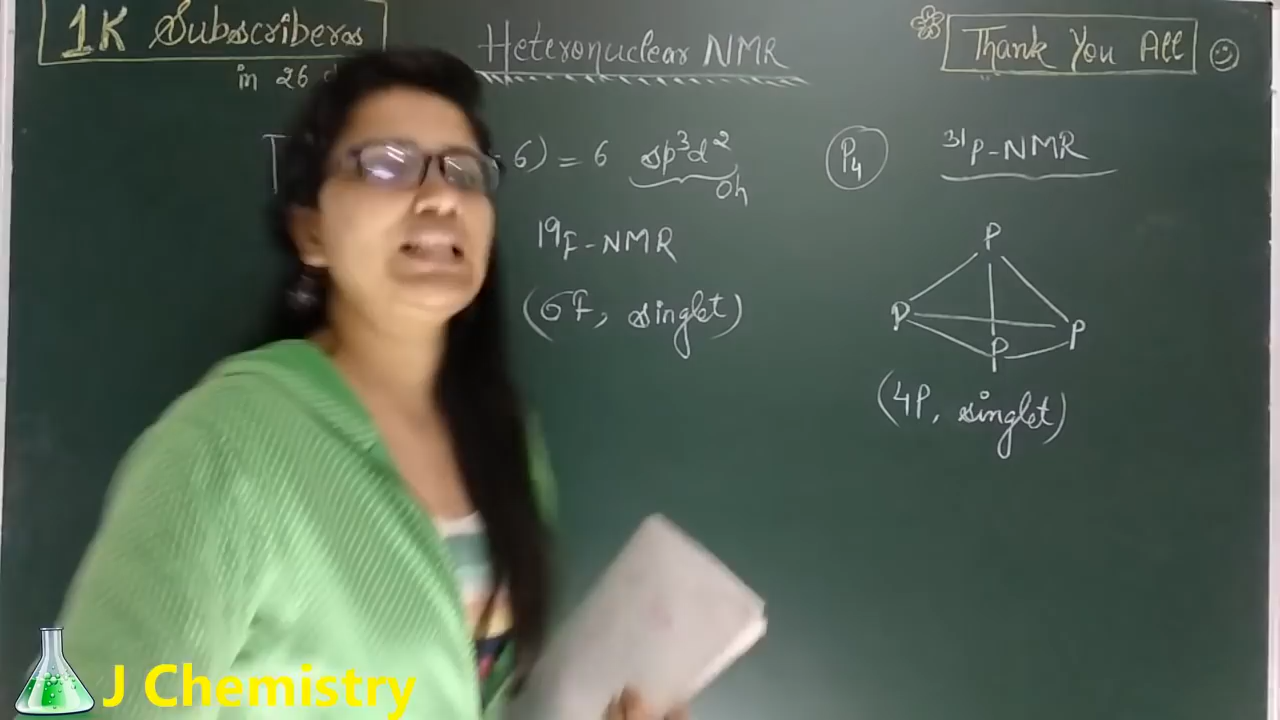 1K Subscribers
in 26
Heteronuclear NMR
Thank You All
- 6) = 6 sp³d²
Oh
¹⁹F-NMR
(6F, singlet)
P₄
³¹P-NMR
P
P P
P
(4P, singlet)
J Chemistry